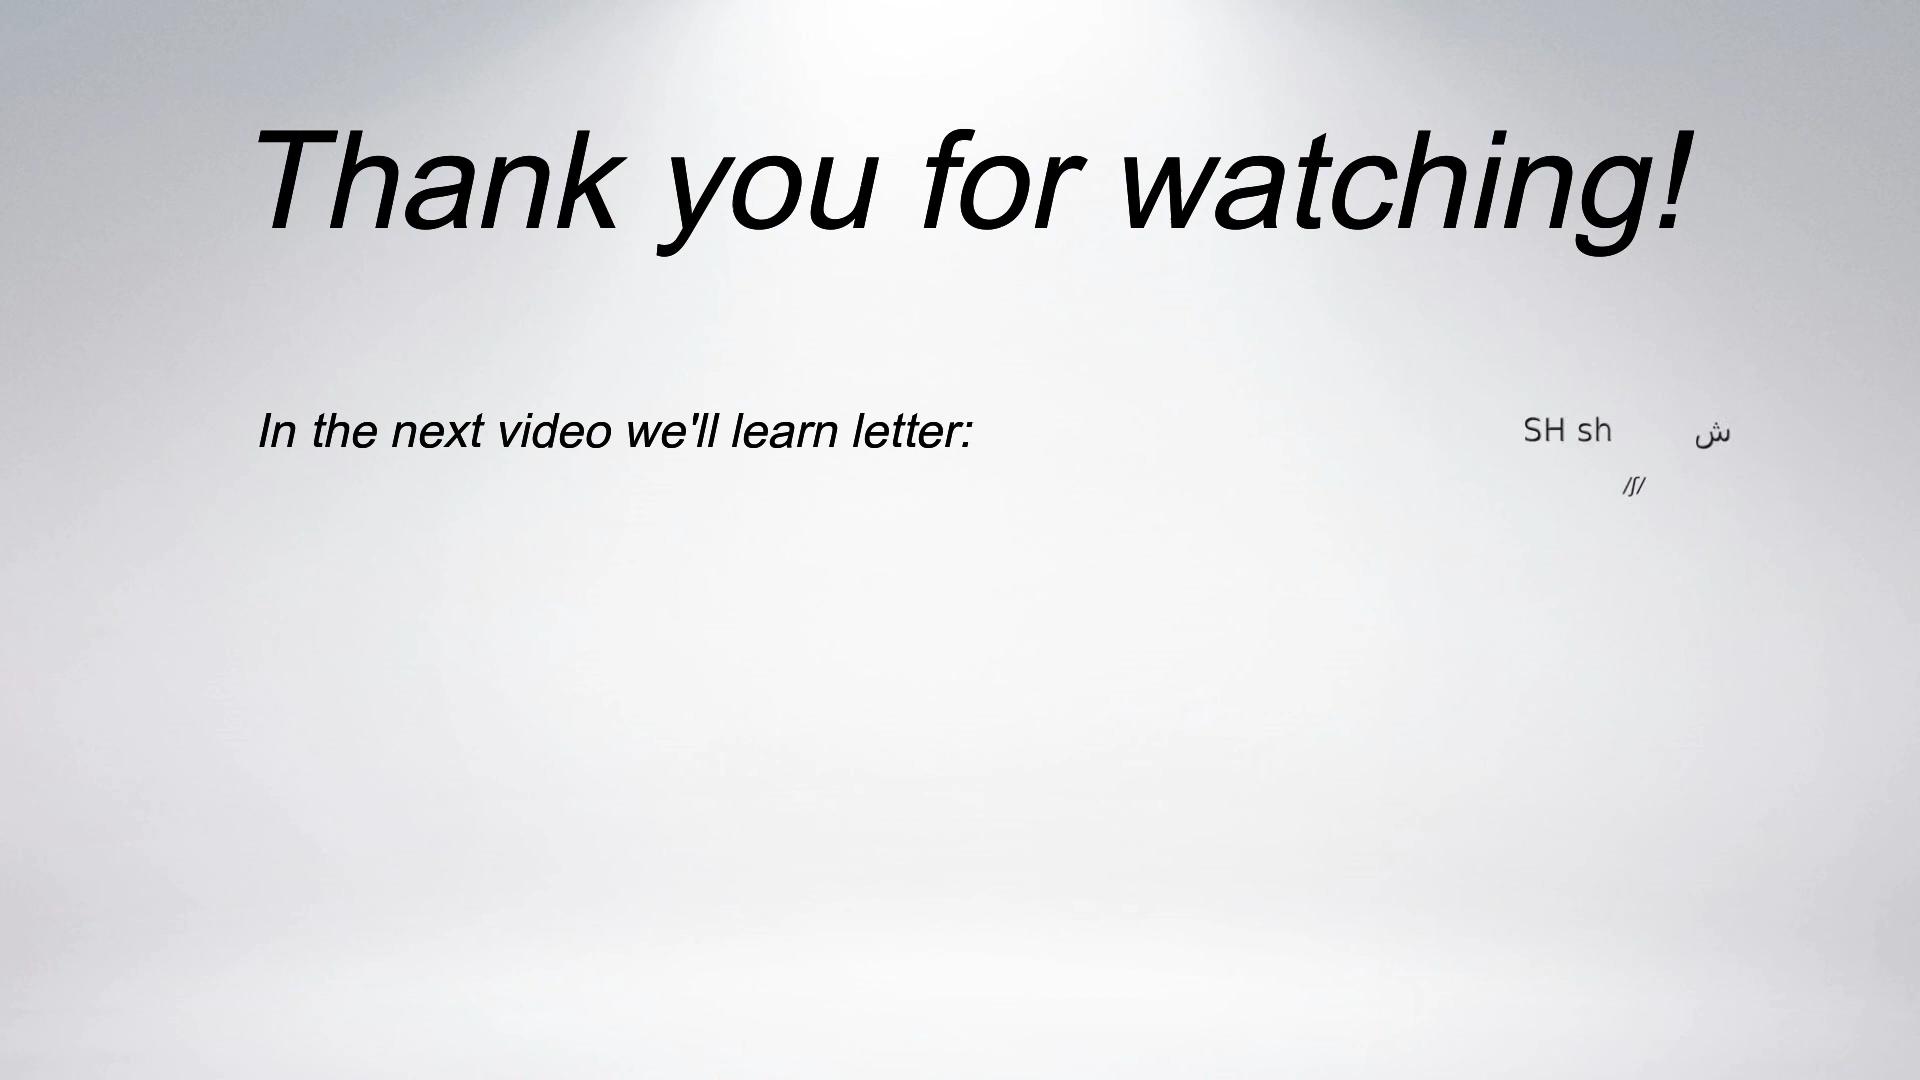 Thank you for watching!
In the next video we'll learn letter: SH sh ش
/ʃ/